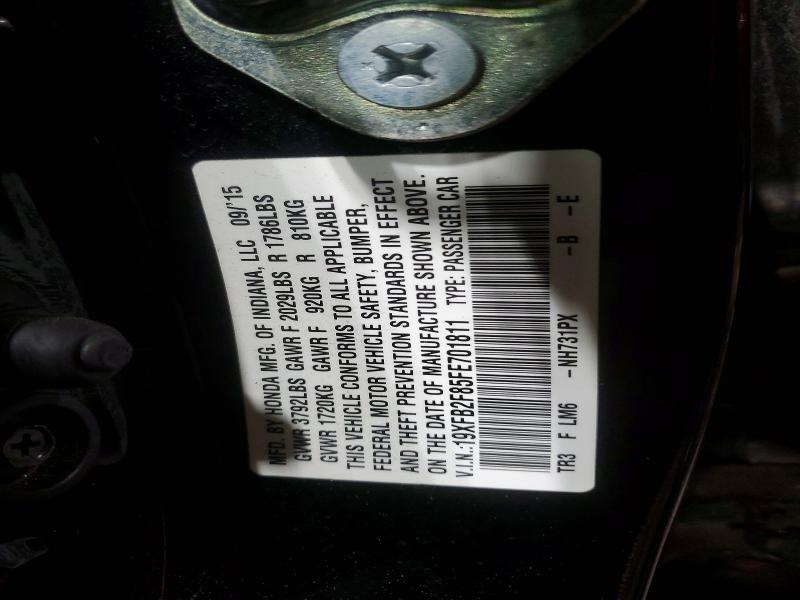 MFD. BY HONDA MFG. OF INDIANA, LLC 09/'15
GVWR 3792LBS GAWR F 2029LBS R 1786LBS
GVWR 1720KG GAWR F 920KG R 810KG
THIS VEHICLE CONFORMS TO ALL APPLICABLE
FEDERAL MOTOR VEHICLE SAFETY, BUMPER,
AND THEFT PREVENTION STANDARDS IN EFFECT
ON THE DATE OF MANUFACTURE SHOWN ABOVE.
V.I.N.:19XFB2F85FE701811 TYPE: PASSENGER CAR
TR3 F LM6 -NH731PX -B -E